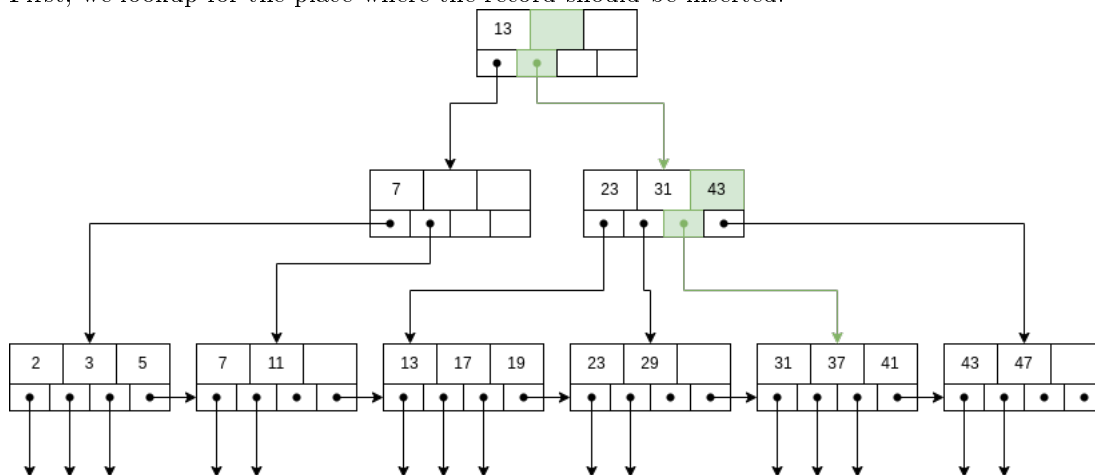 First, we lookup for the place where the record should be inserted.
13
7
23 31 43
2 3 5 7 11 13 17 19 23 29 31 37 41 43 47